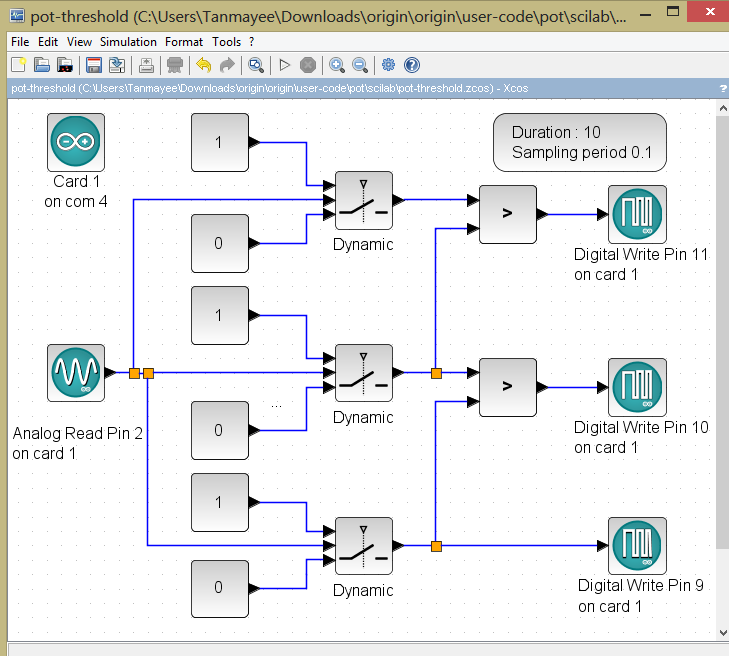 pot-threshold (C:\Users\Tanmayee\Downloads\origin\origin\user-code\pot\scilab\...
File Edit View Simulation Format Tools ?
pot-threshold (C:\Users\Tanmayee\Downloads\origin\origin\user-code\pot\scilab\pot-threshold.zcos) - Xcos
?
Card 1
on com 4
1
Duration : 10
Sampling period 0.1
0
Dynamic
>
Digital Write Pin 11
on card 1
1
Analog Read Pin 2
on card 1
...
0
Dynamic
>
Digital Write Pin 10
on card 1
1
0
Dynamic
Digital Write Pin 9
on card 1